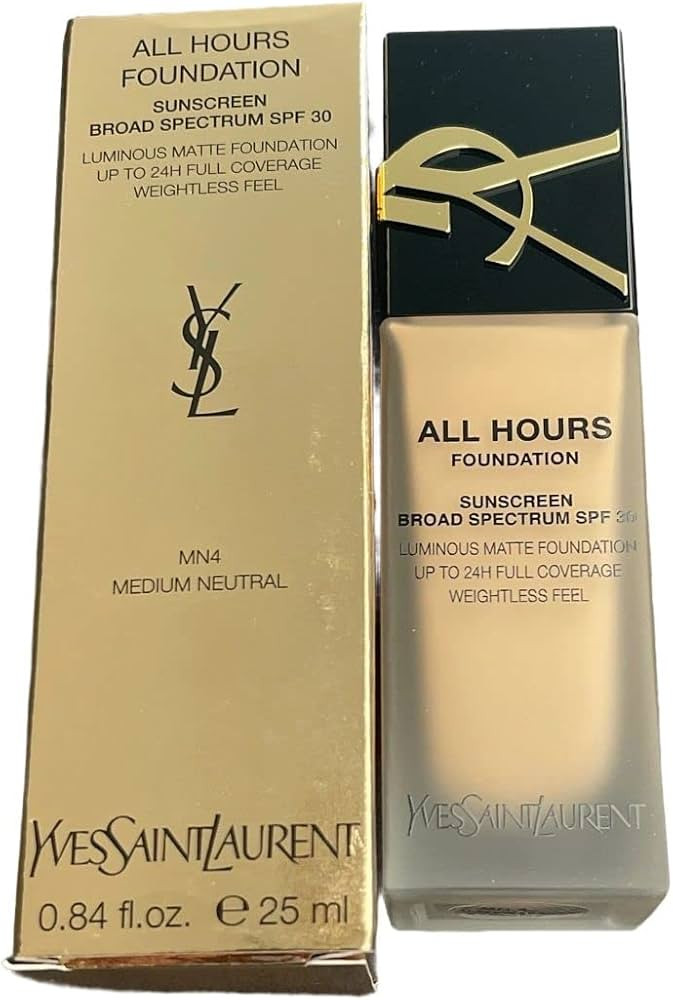 ALL HOURS
FOUNDATION
SUNSCREEN
BROAD SPECTRUM SPF 30
LUMINOUS MATTE FOUNDATION
UP TO 24H FULL COVERAGE
WEIGHTLESS FEEL
YSL
MN4
MEDIUM NEUTRAL
YVESSAINTLAURENT
0.84 fl.oz. ℮ 25 ml
ALL HOURS
FOUNDATION
SUNSCREEN
BROAD SPECTRUM SPF 30
LUMINOUS MATTE FOUNDATION
UP TO 24H FULL COVERAGE
WEIGHTLESS FEEL
YVESSAINTLAURENT